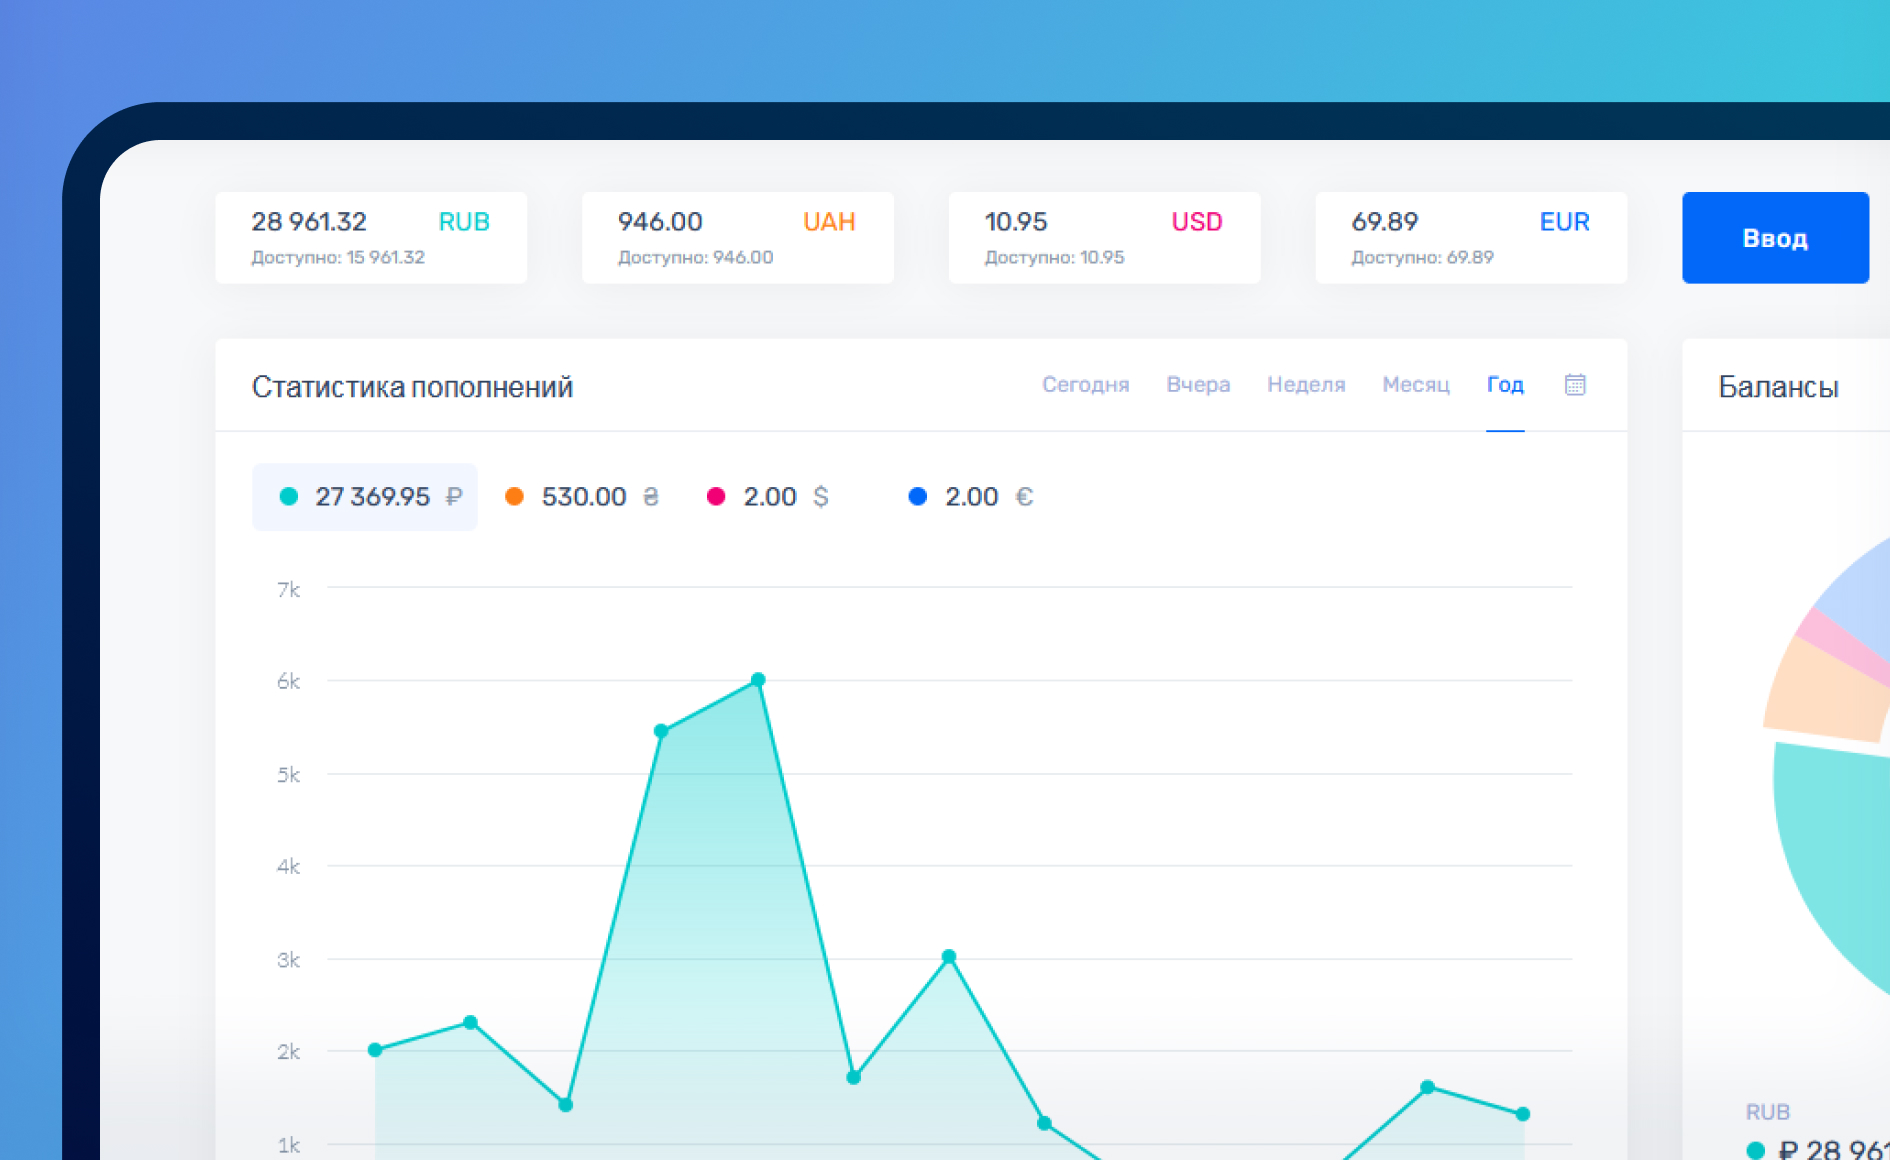 28 961.32 RUB
Доступно: 15 961.32
946.00 UAH
Доступно: 946.00
10.95 USD
Доступно: 10.95
69.89 EUR
Доступно: 69.89
Ввод
Статистика пополнений
Сегодня Вчера Неделя Месяц Год
27 369.95 ₽ 530.00 ₴ 2.00 $ 2.00 €
7k
6k
5k
4k
3k
2k
1k
Балансы
RUB
₽ 28 961